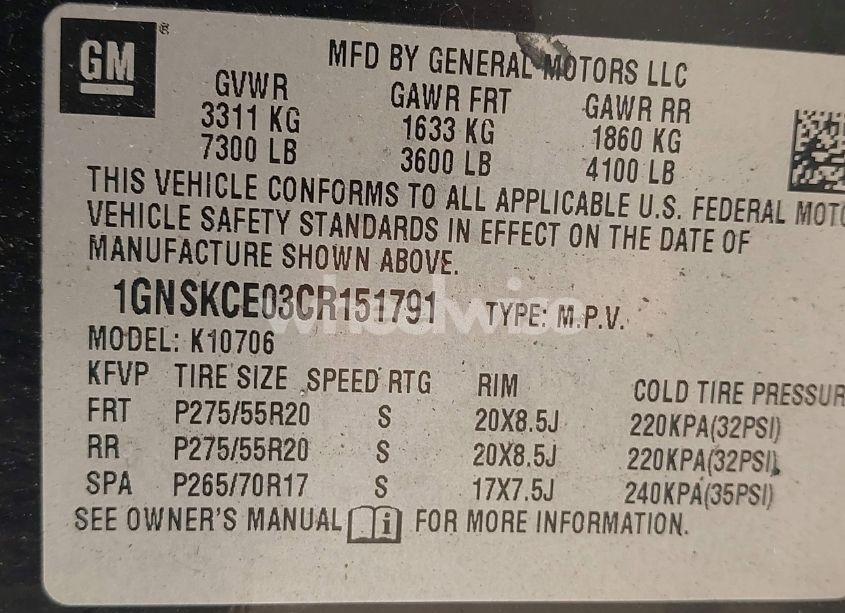 GM ®
MFD BY GENERAL MOTORS LLC
GVWR GAWR FRT GAWR RR
3311 KG 1633 KG 1860 KG
7300 LB 3600 LB 4100 LB
THIS VEHICLE CONFORMS TO ALL APPLICABLE U.S. FEDERAL MOTO
VEHICLE SAFETY STANDARDS IN EFFECT ON THE DATE OF
MANUFACTURE SHOWN ABOVE.
1GNSKCE03CR151791 TYPE: M.P.V.
wheelwise
MODEL: K10706
KFVP TIRE SIZE SPEED RTG RIM COLD TIRE PRESSUR
FRT P275/55R20 S 20X8.5J 220KPA(32PSI)
RR P275/55R20 S 20X8.5J 220KPA(32PSI)
SPA P265/70R17 S 17X7.5J 240KPA(35PSI)
SEE OWNER'S MANUAL i FOR MORE INFORMATION.